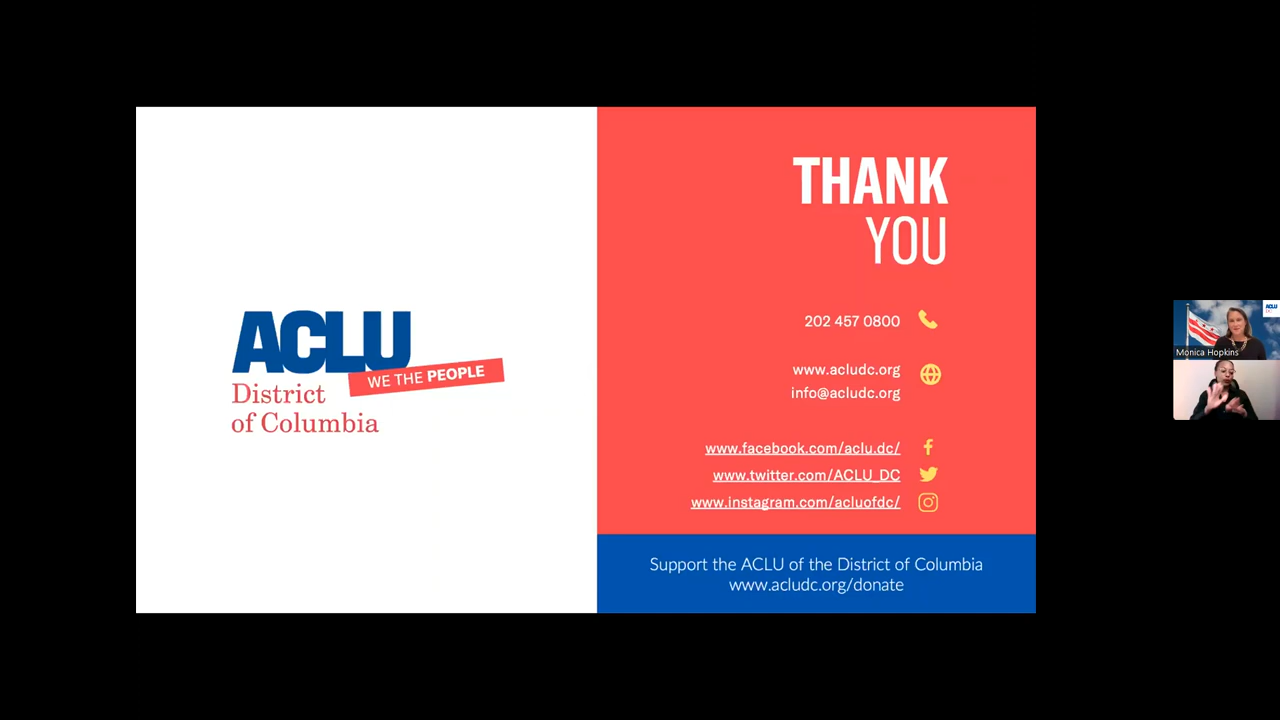 ACLU
WE THE PEOPLE
District
of Columbia
THANK
YOU
202 457 0800
www.acludc.org
info@acludc.org
www.facebook.com/aclu.dc/
www.twitter.com/ACLU_DC
www.instagram.com/acluofdc/
Support the ACLU of the District of Columbia
www.acludc.org/donate
ACLU
DC
Monica Hopkins